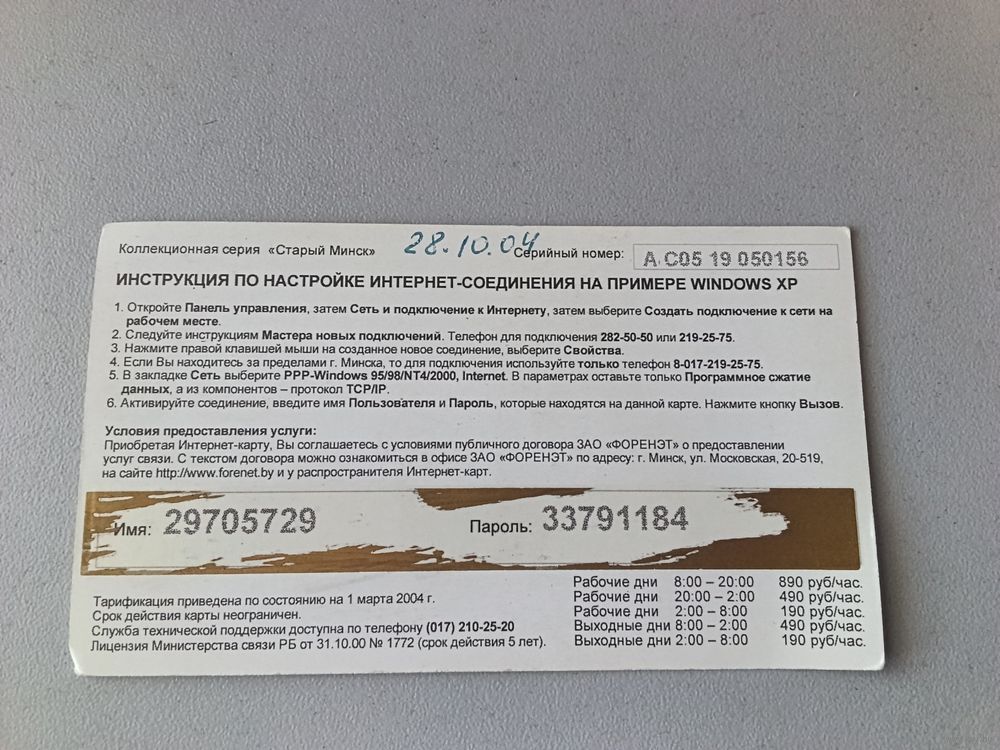 Коллекционная серия «Старый Минск» 28.10.04 Серийный номер: А С05 19 050156
ИНСТРУКЦИЯ ПО НАСТРОЙКЕ ИНТЕРНЕТ-СОЕДИНЕНИЯ НА ПРИМЕРЕ WINDOWS XP
1. Откройте Панель управления, затем Сеть и подключение к Интернету, затем выберите Создать подключение к сети на
рабочем месте.
2. Следуйте инструкциям Мастера новых подключений. Телефон для подключения 282-50-50 или 219-25-75.
3. Нажмите правой клавишей мыши на созданное новое соединение, выберите Свойства.
4. Если Вы находитесь за пределами г. Минска, то для подключения используйте только телефон 8-017-219-25-75.
5. В закладке Сеть выберите PPP-Windows 95/98/NT4/2000, Internet. В параметрах оставьте только Программное сжатие
данных, а из компонентов – протокол TCP/IP.
6. Активируйте соединение, введите имя Пользователя и Пароль, которые находятся на данной карте. Нажмите кнопку Вызов.
Условия предоставления услуги:
Приобретая Интернет-карту, Вы соглашаетесь с условиями публичного договора ЗАО «ФОРЕНЭТ» о предоставлении
услуг связи. С текстом договора можно ознакомиться в офисе ЗАО «ФОРЕНЭТ» по адресу: г. Минск, ул. Московская, 20-519,
на сайте http://www.forenet.by и у распространителя Интернет-карт.
Имя: 29705729 Пароль: 33791184
Тарификация приведена по состоянию на 1 марта 2004 г.
Срок действия карты неограничен.
Служба технической поддержки доступна по телефону (017) 210-25-20
Лицензия Министерства связи РБ от 31.10.00 № 1772 (срок действия 5 лет).
Рабочие дни 8:00 – 20:00 890 руб/час.
Рабочие дни 20:00 – 2:00 490 руб/час.
Рабочие дни 2:00 – 8:00 190 руб/час.
Выходные дни 8:00 – 2:00 490 руб/час.
Выходные дни 2:00 – 8:00 190 руб/час.